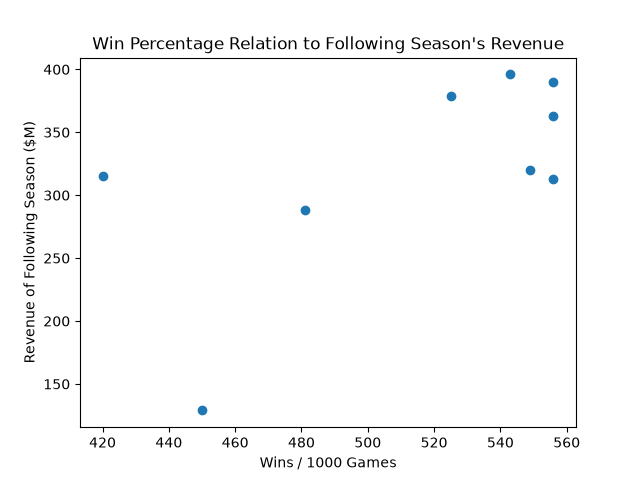 Win Percentage Relation to Following Season's Revenue
400
350
300
250
200
150
Revenue of Following Season ($M)
420 440 460 480 500 520 540 560
Wins / 1000 Games